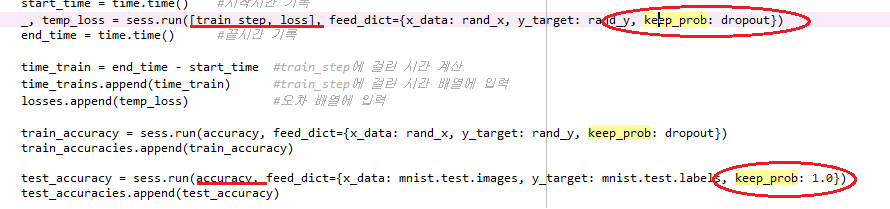 start_time = time.time() #시작시간 기록
_, temp_loss = sess.run([train_step, loss], feed_dict={x_data: rand_x, y_target: rand_y, keep_prob: dropout})
end_time = time.time() #끝시간 기록
time_train = end_time - start_time #train_step에 걸린 시간 계산
time_trains.append(time_train) #train_step에 걸린 시간 배열에 입력
losses.append(temp_loss) #오차 배열에 입력
train_accuracy = sess.run(accuracy, feed_dict={x_data: rand_x, y_target: rand_y, keep_prob: dropout})
train_accuracies.append(train_accuracy)
test_accuracy = sess.run(accuracy, feed_dict={x_data: mnist.test.images, y_target: mnist.test.labels, keep_prob: 1.0})
test_accuracies.append(test_accuracy)